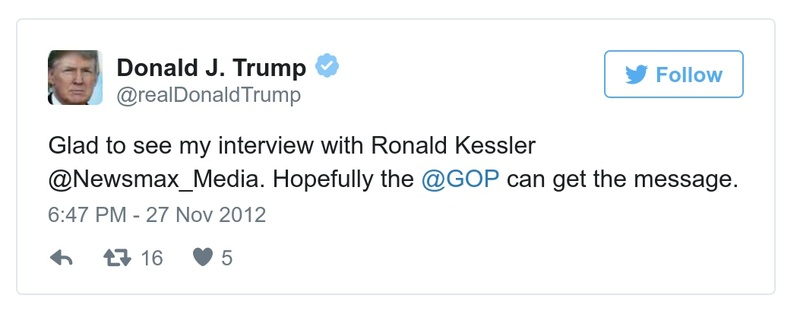 Donald J. Trump
@realDonaldTrump
Follow
Glad to see my interview with Ronald Kessler
@Newsmax_Media. Hopefully the @GOP can get the message.
6:47 PM - 27 Nov 2012
16 5